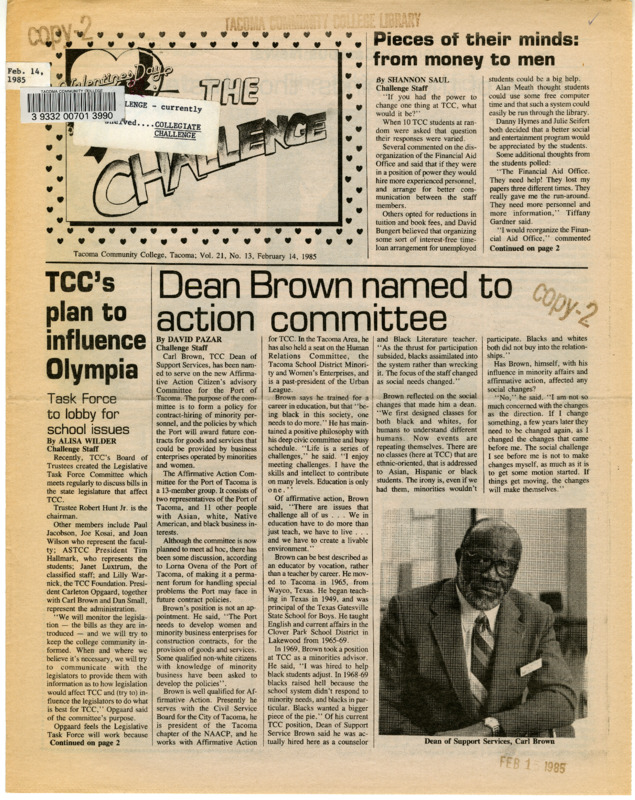 TACOMA COMMUNITY COLLEGE LIBRARY
copy-2
Feb. 14,
1985
Valentines Day
THE
CHALLENGE
LLENGE - currently
shelved....COLLEGIATE
CHALLENGE
3 9332 00701 3990
Tacoma Community College, Tacoma; Vol. 21, No. 13, February 14, 1985
Pieces of their minds:
from money to men
By SHANNON SAUL
Challenge Staff
"If you had the power to
change one thing at TCC, what
would it be?"
When 10 TCC students at ran-
dom were asked that question
their responses were varied.
Several commented on the dis-
organization of the Financial Aid
Office and said that if they were
in a position of power they would
hire more experienced personnel,
and arrange for better com-
munication between the staff
members.
Others opted for reductions in
tuition and book fees, and David
Bungert believed that organizing
some sort of interest-free time-
loan arrangement for unemployed
students could be a big help.
Alan Meath thought students
could use some free computer
time and that such a system could
easily be run through the library.
Danny Hymes and Julie Seifert
both decided that a better social
and entertainment program would
be appreciated by the students.
Some additional thoughts from
the students polled:
"The Financial Aid Office.
They need help! They lost my
papers three different times. They
really gave me the run-around.
They need more personnel and
more information," Tiffany
Gardner said.
"I would reorganize the Finan-
cial Aid Office," commented
Continued on page 2
TCC's
plan to
influence
Olympia
Task Force
to lobby for
school issues
By ALISA WILDER
Challenge Staff
Recently, TCC's Board of
Trustees created the Legislative
Task Force Committee which
meets regularly to discuss bills in
the state legislature that affect
TCC.
Trustee Robert Hunt Jr. is the
chairman.
Other members include Paul
Jacobson, Joe Kosai, and Joan
Wilson who represent the facul-
ty; ASTCC President Tim
Hallmark, who represents the
students; Janet Luxtrum, the
classified staff; and Lilly War-
nick, the TCC Foundation. Presi-
dent Carleton Opgaard, together
with Carl Brown and Dan Small,
represent the administration.
"We will monitor the legisla-
tion — the bills as they are in-
troduced — and we will try to
keep the college community in-
formed. When and where we
believe it's necessary, we will try
to communicate with the
legislators to provide them with
information as to how legislation
would affect TCC and (try to) in-
fluence the legislators to do what
is best for TCC," Opgaard said
of the committee's purpose.
Opgaard feels the Legislative
Task Force will work because
Continued on page 2
Dean Brown named to
action committee
copy-2
By DAVID PAZAR
Challenge Staff
Carl Brown, TCC Dean of
Support Services, has been nam-
ed to serve on the new Affirma-
tive Action Citizen's advisory
Committee for the Port of
Tacoma. The purpose of the com-
mittee is to form a policy for
contract-hiring of minority per-
sonnel, and the policies by which
the Port will award future con-
tracts for goods and services that
could be provided by business
enterprises operated by minorities
and women.
The Affirmative Action Com-
mittee for the Port of Tacoma is
a 13-member group. It consists of
two representatives of the Port of
Tacoma, and 11 other people
with Asian, white, Native
American, and black business in-
terests.
Although the committee is now
planned to meet ad hoc, there has
been some discussion, according
to Lorna Ovena of the Port of
Tacoma, of making it a perma-
nent forum for handling special
problems the Port may face in
future contract policies.
Brown's position is not an ap-
pointment. He said, "The Port
needs to develop women and
minority business enterprises for
construction contracts, for the
provision of goods and services.
Some qualified non-white citizens
with knowledge of minority
business have been asked to
develop the policies".
Brown is well qualified for Af-
firmative Action. Presently he
serves with the Civil Service
Board for the City of Tacoma, he
is president of the Tacoma
chapter of the NAACP, and he
works with Affirmative Action
for TCC. In the Tacoma Area, he
has also held a seat on the Human
Relations Committee, the
Tacoma School District Minori-
ty and Women's Enterprises, and
is a past-president of the Urban
League.
Brown says he trained for a
career in education, but that "be-
ing black in this society, one
needs to do more." He has main-
tained a positive philosophy with
his deep civic committee and busy
schedule. "Life is a series of
challenges," he said. "I enjoy
meeting challenges. I have the
skills and intellect to contribute
on many levels. Education is only
one."
Of affirmative action, Brown
said, "There are issues that
challenge all of us . . . We in
education have to do more than
just teach, we have to live . . .
and we have to create a livable
environment."
Brown can be best described as
an educator by vocation, rather
than a teacher by career. He mov-
ed to Tacoma in 1965, from
Wayco, Texas. He began teach-
ing in Texas in 1949, and was
principal of the Texas Gatesville
State School for Boys. He taught
English and current affairs in the
Clover Park School District in
Lakewood from 1965-69.
In 1969, Brown took a position
at TCC as a minorities advisor.
He said, "I was hired to help
black students adjust. In 1968-69
blacks raised hell because the
school system didn't respond to
minority needs, and blacks in par-
ticular. Blacks wanted a bigger
piece of the pie." Of his current
TCC position, Dean of Support
Service Brown said he was ac-
tually hired here as a counselor
and Black Literature teacher.
"As the thrust for participation
subsided, blacks assimilated into
the system rather than wrecking
it. The focus of the staff changed
as social needs changed."
Brown reflected on the social
changes that made him a dean.
"We first designed classes for
both black and whites, for
humans to understand different
humans. Now events are
repeating themselves. There are
no classes (here at TCC) that are
ethnic-oriented, that is addressed
to Asian, Hispanic or black
students. The irony is, even if we
had them, minorities wouldn't
participate. Blacks and whites
both did not buy into the relation-
ships."
Has Brown, himself, with his
influence in minority affairs and
affirmative action, affected any
social changes?
"No," he said. "I am not so
much concerned with the changes
as the direction. If I change
something, a few years later they
need to be changed again, as I
changed the changes that came
before me. The social challenge
I see before me is not to make
changes myself, as much as it is
to get some motion started. If
things get moving, the changes
will make themselves."
Dean of Support Services, Carl Brown
FEB 15 1985